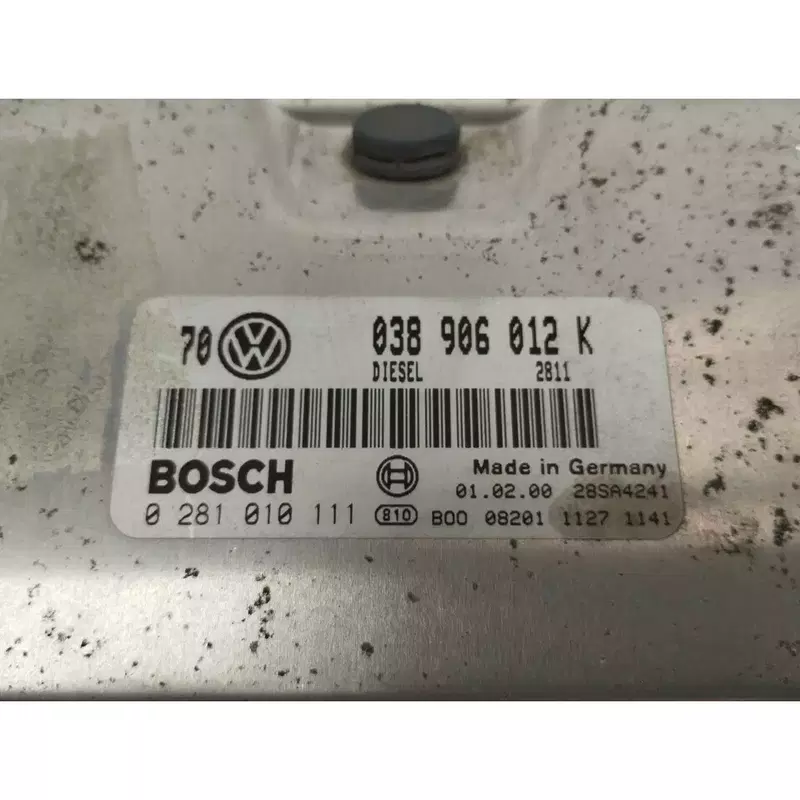 70 VW 038 906 012 K
DIESEL 2811
BOSCH Made in Germany
01.02.00 28SA4241
0 281 010 111 810 B00 08201 1127 1141